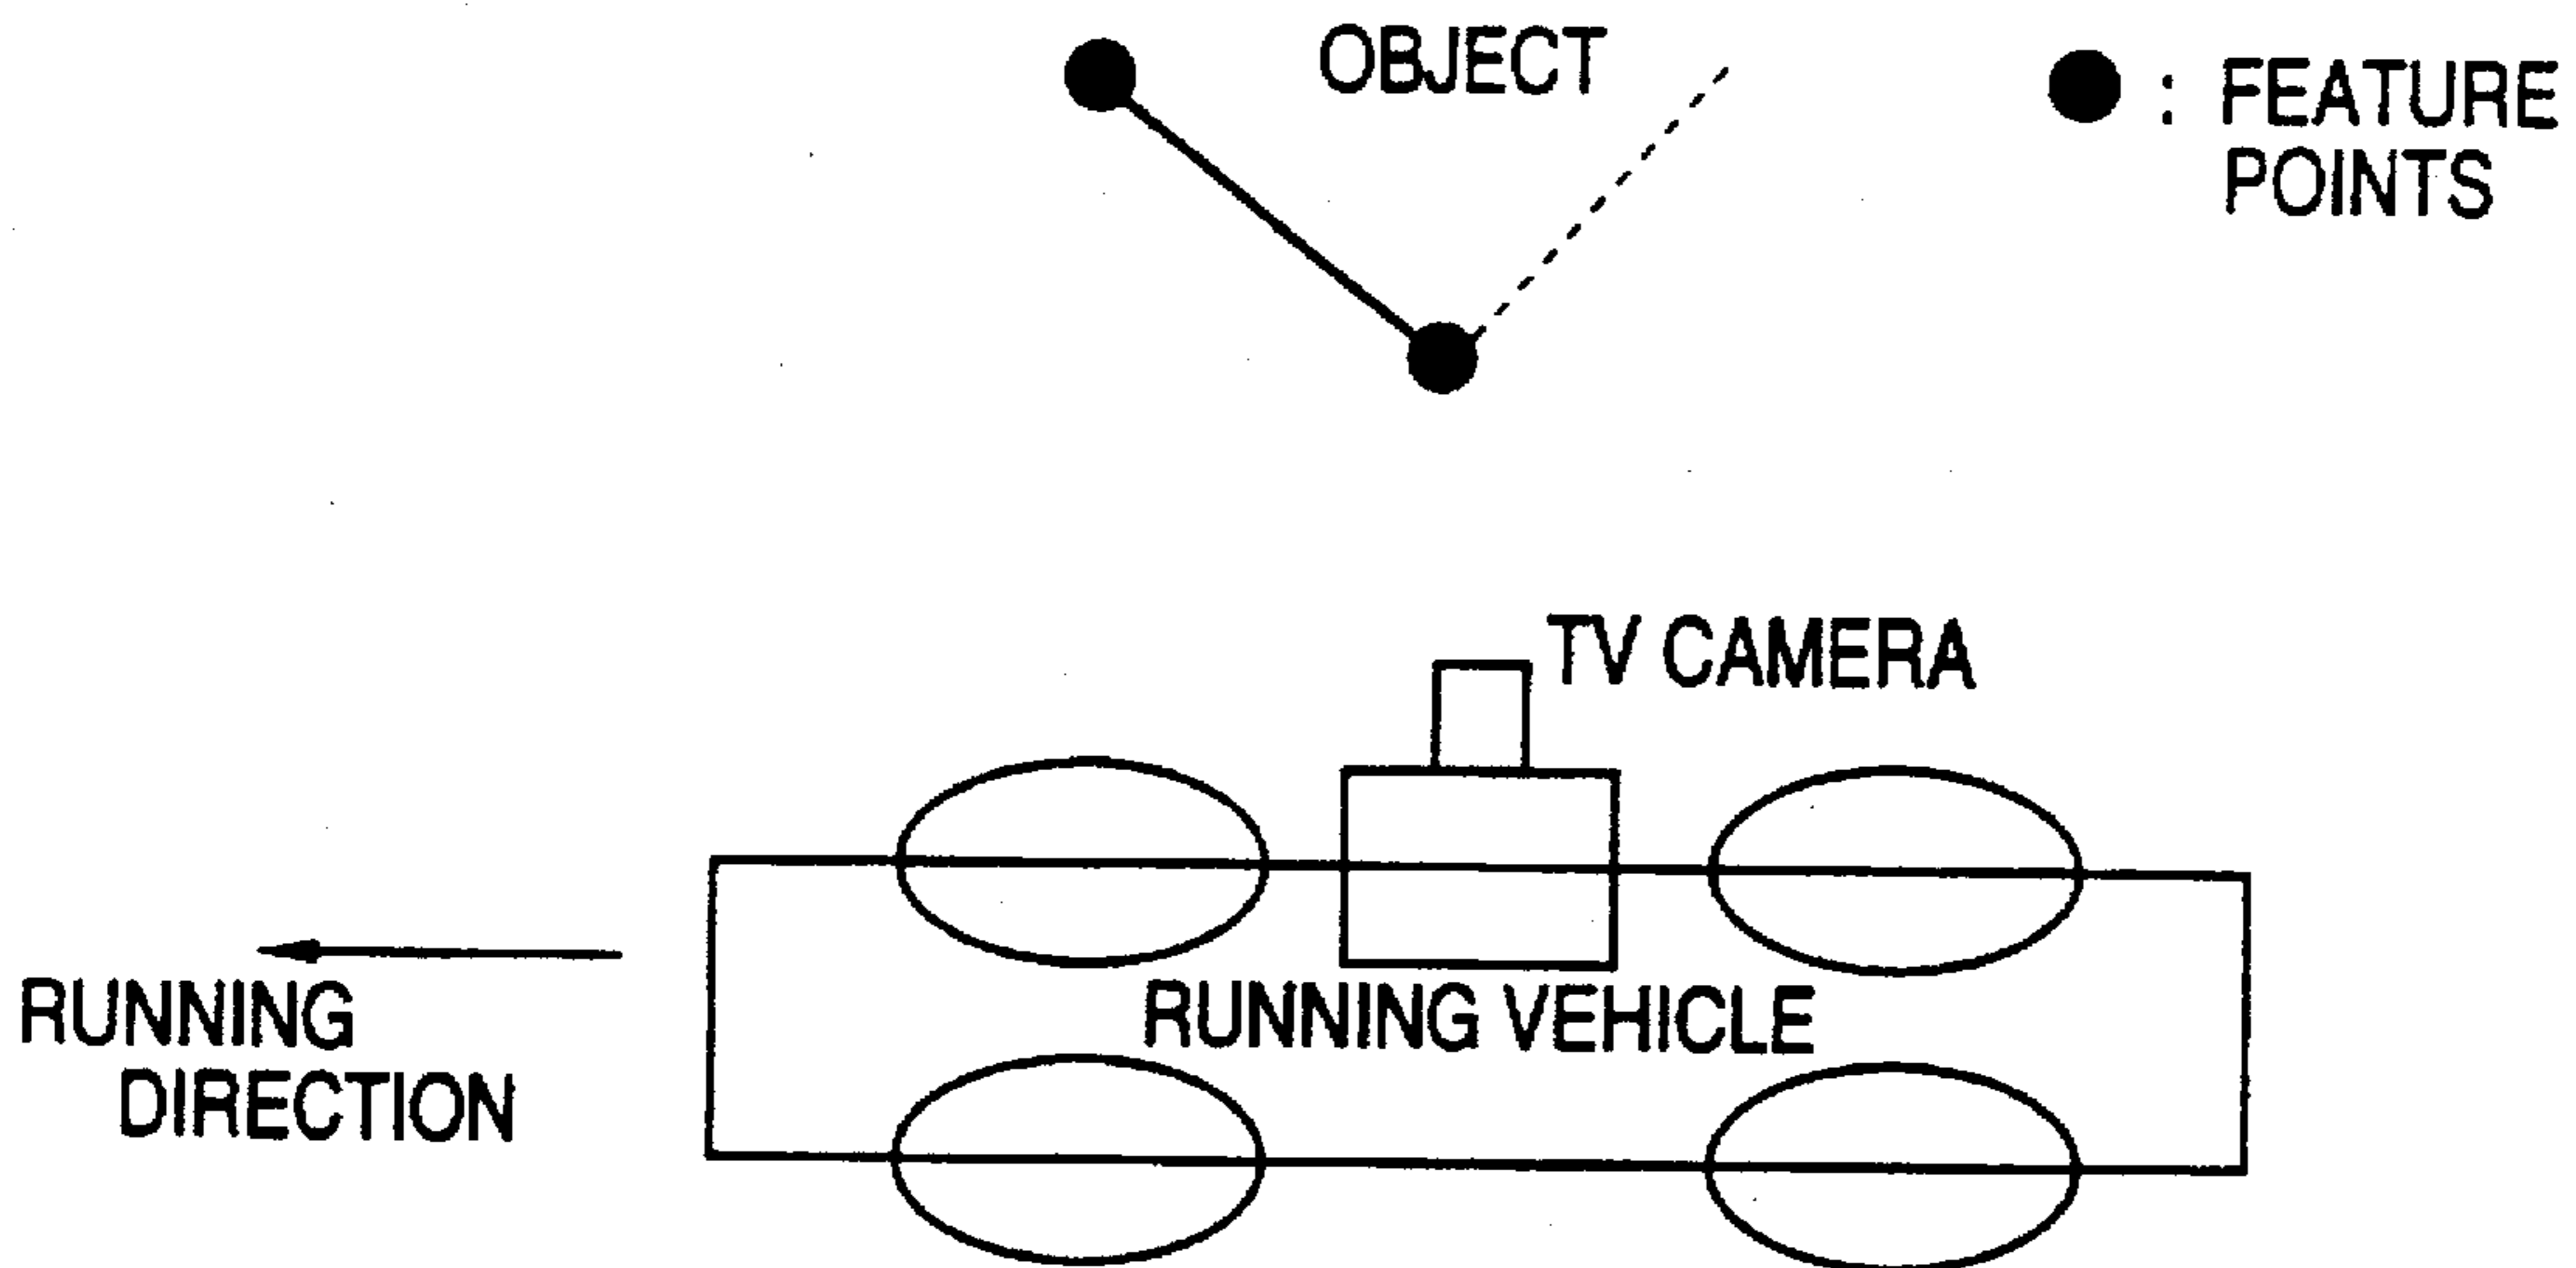 OBJECT
: FEATURE
POINTS
TV CAMERA
RUNNING VEHICLE
RUNNING
DIRECTION